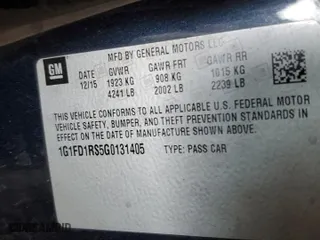 GM
MFD BY GENERAL MOTORS LLC
12/15 GVWR GAWR FRT GAWR RR
1923 KG 908 KG 1015 KG
4241 LB 2002 LB 2239 LB
THIS VEHICLE CONFORMS TO ALL APPLICABLE U.S. FEDERAL MOTOR
VEHICLE SAFETY, BUMPER, AND THEFT PREVENTION STANDARDS IN
EFFECT ON THE DATE OF MANUFACTURE SHOWN ABOVE.
1G1FD1RS5G0131405 TYPE: PASS CAR